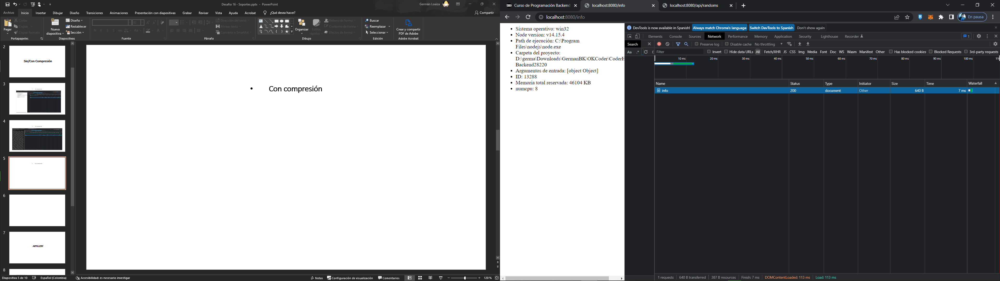 Desafio 16 - Soportes.pptx - PowerPoint
Germán Loaiza
Archivo Inicio Insertar Dibujar Diseño Transiciones Animaciones Presentación con diapositivas Grabar Revisar Vista Ayuda Acrobat ¿Qué desea hacer?
Compartir
Pegar
Cortar
Copiar
Copiar formato
Portapapeles
Nueva diapositiva
Diseño
Restablecer
Sección
Diapositivas
Fuente
Dirección del texto
Alinear texto
Convertir a SmartArt
Párrafo
Organizar
Estilos rápidos
Relleno de forma
Contorno de forma
Efectos de forma
Dibujo
Buscar
Reemplazar
Seleccionar
Edición
Crear y compartir
PDF de Adobe
Adobe Acrobat
2
Sin/Con Compresión
3
4
5
6
7
ARTILLERY
8
• Con compresión
Diapositiva 5 de 10 Español (Colombia) Accesibilidad: es necesario investigar
Notas Configuración de visualización Comentarios 120 %
Curso de Programación Backend
localhost:8080/info
localhost:8080/api/randoms
localhost:8080/info
En pausa
• Sistema operativo: win32
• Node version: v14.15.4
• Path de ejecución: C:\Program
Files\nodejs\node.exe
• Carpeta del proyecto:
D:\germa\Downloads\GermanBK\OKCoder\CoderH
Backend28220
• Argumentos de entrada: [object Object]
• ID: 13288
• Memoria total reservada: 46104 KB
• numcpu: 8
DevTools is now available in Spanish! Always match Chrome's language Switch DevTools to Spanish Don't show again
Elements Console Sources Network Performance Memory Application Security Lighthouse Recorder 1
Search
Preserve log Disable cache No throttling
Aa .*
Filter Invert Hide data URLs All Fetch/XHR JS CSS Img Media Font Doc WS Wasm Manifest Other Has blocked cookies Blocked Requests 3rd-party requests
10 ms 20 ms 30 ms 40 ms 50 ms 60 ms 70 ms 80 ms 90 ms 100 ms
Name Status Type Initiator Size Time Waterfall
info 200 document Other 640 B 7 ms
1 requests 640 B transferred 387 B resources Finish: 7 ms DOMContentLoaded: 113 ms Load: 113 ms